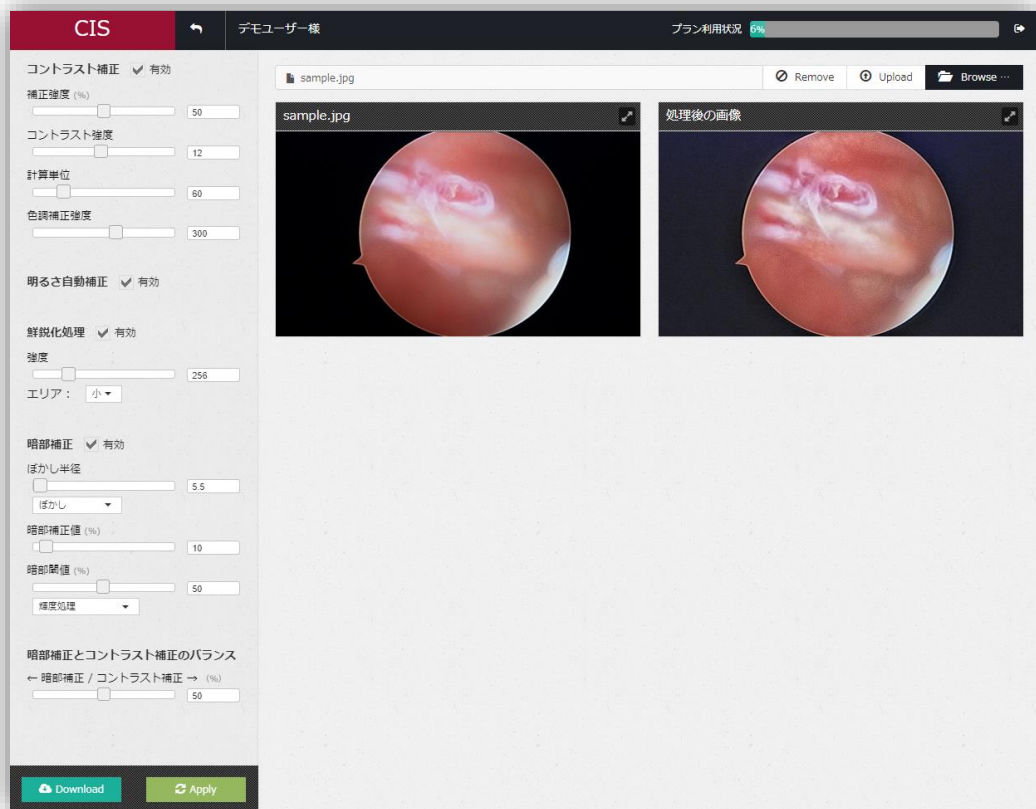 CIS
デモユーザー様
プラン利用状況 6%
コントラスト補正 有効
補正強度 (%)
50
コントラスト強度
12
計算単位
60
色調補正強度
300
明るさ自動補正 有効
鮮鋭化処理 有効
強度
256
エリア： 小
暗部補正 有効
ぼかし半径
5.5
ぼかし
暗部補正値 (%)
10
暗部閾値 (%)
50
輝度処理
暗部補正とコントラスト補正のバランス
← 暗部補正 / コントラスト補正 → (%)
50
Download
Apply
sample.jpg
Remove
Upload
Browse ...
sample.jpg
処理後の画像